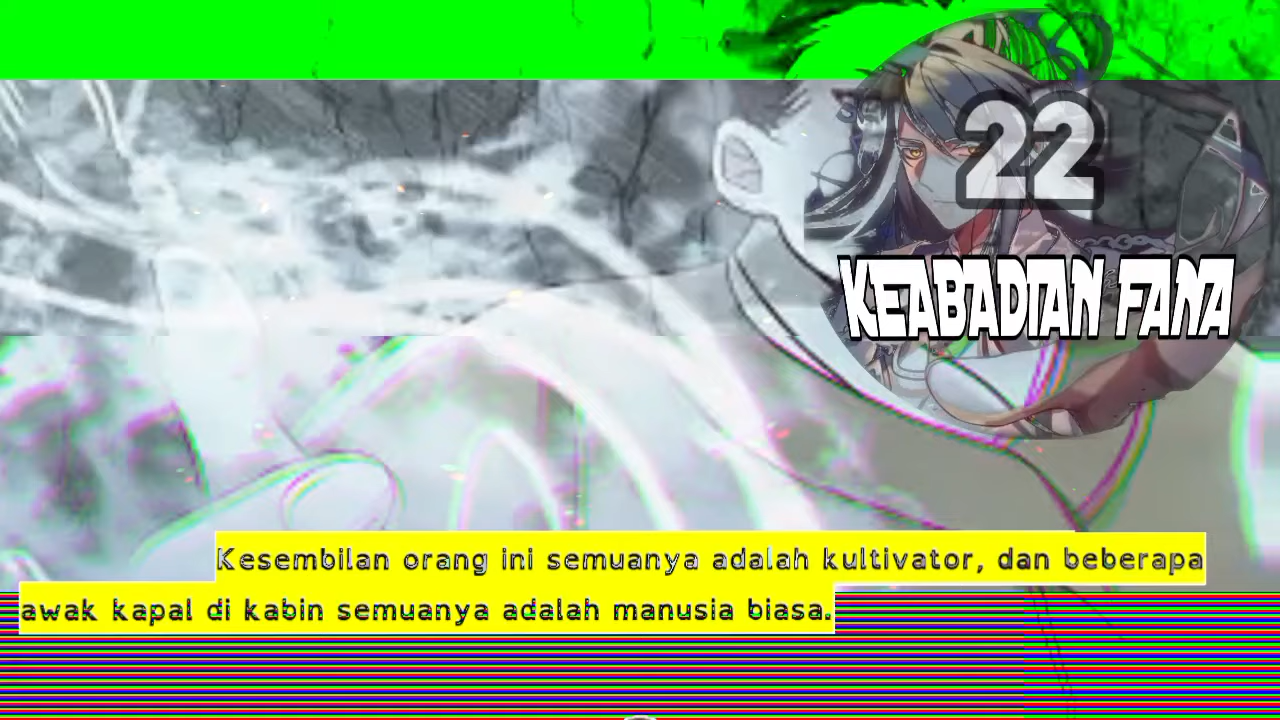 22
KEABADIAN FANA
Kesembilan orang ini semuanya adalah kultivator, dan beberapa
awak kapal di kabin semuanya adalah manusia biasa.